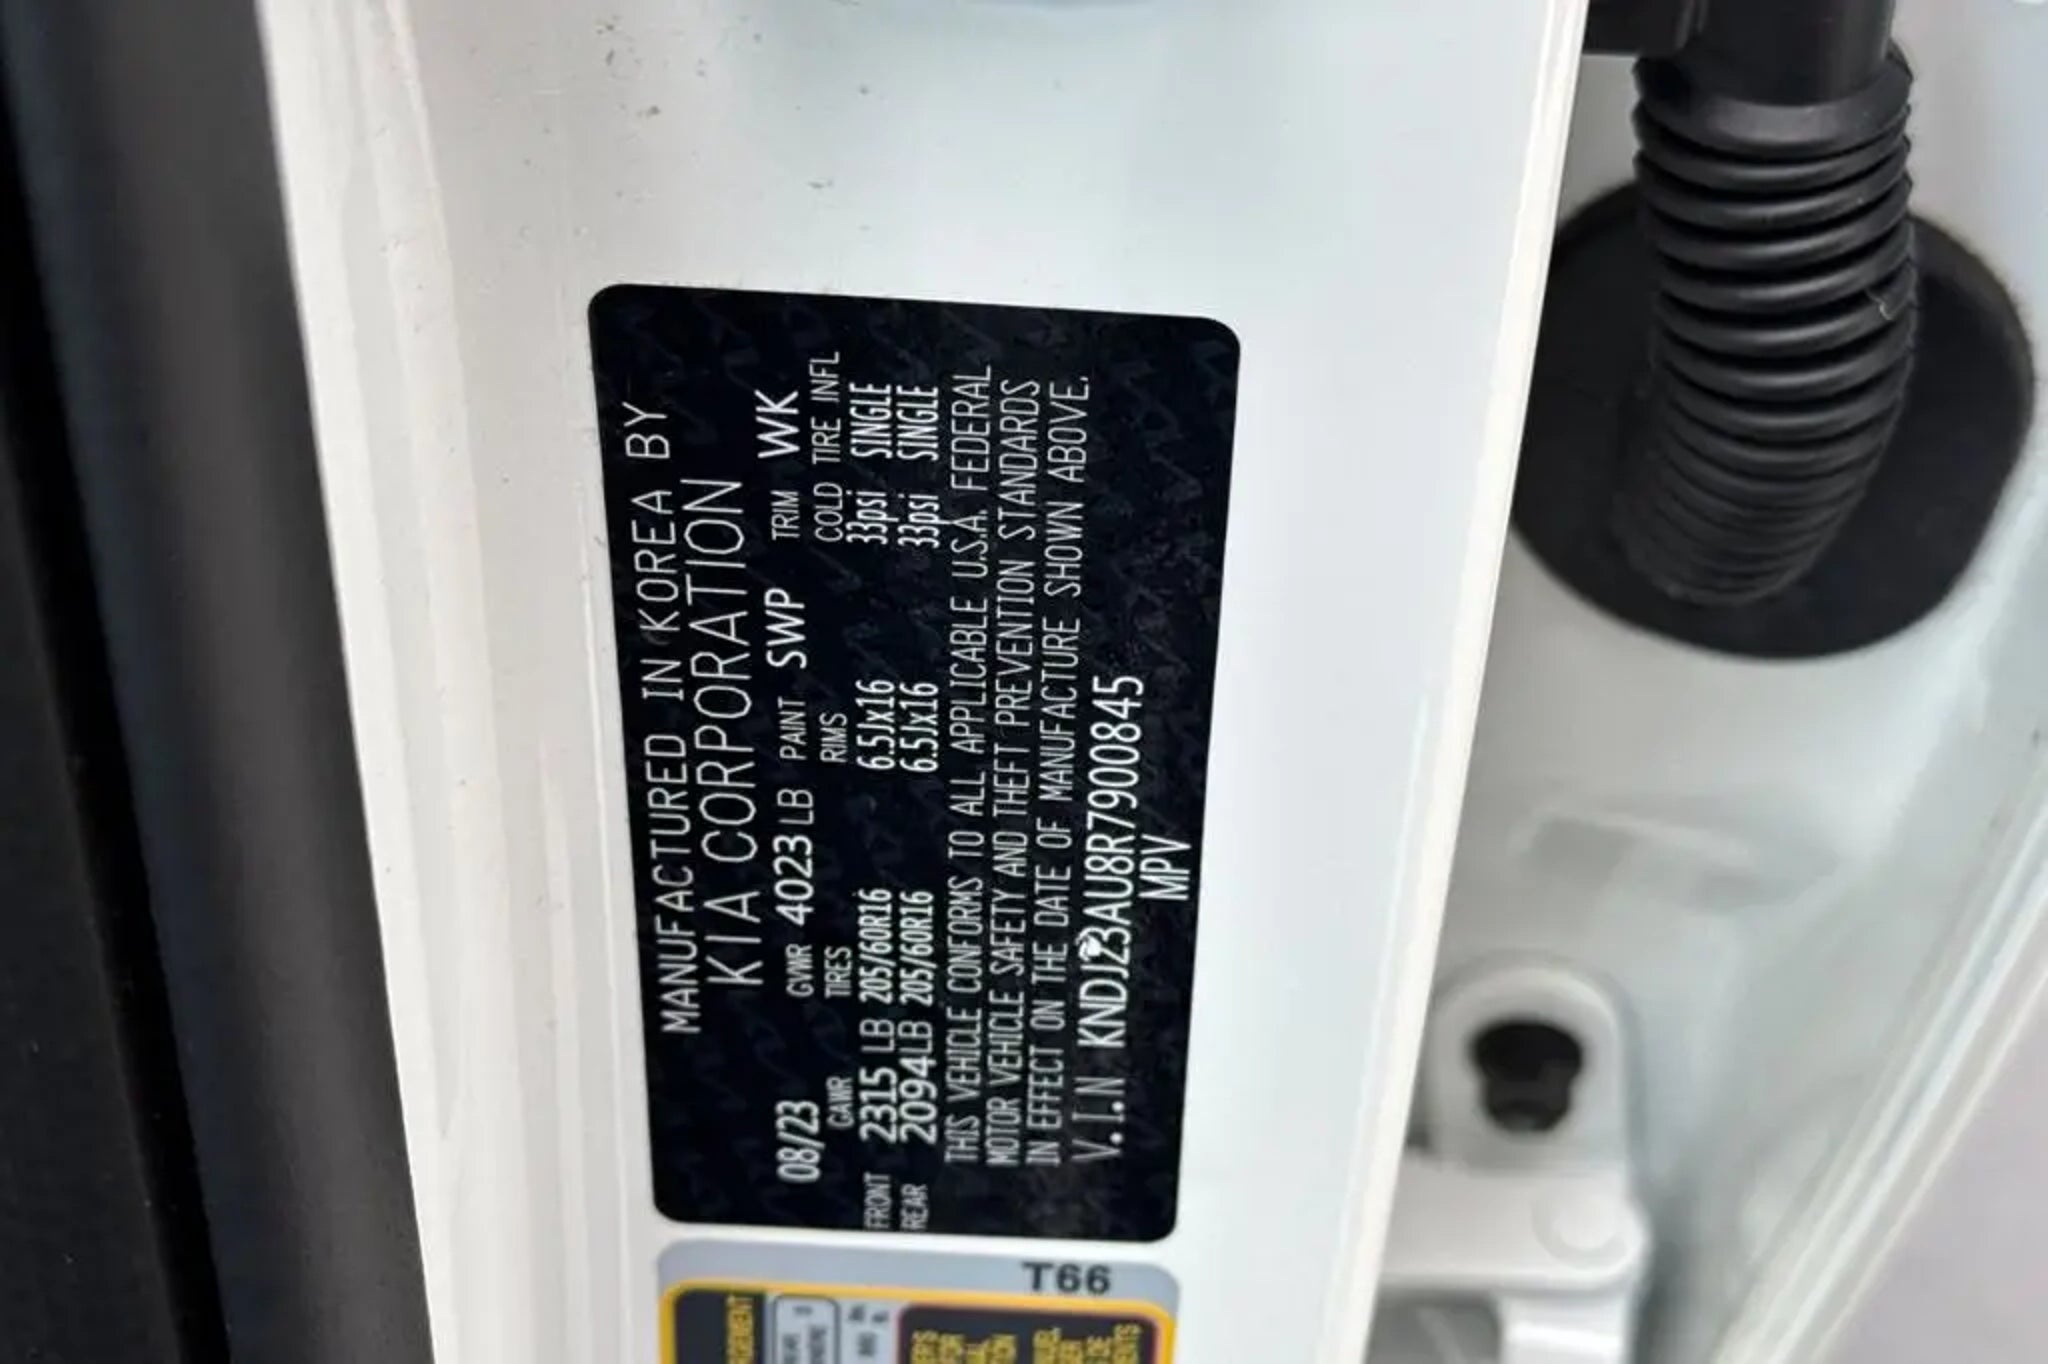 MANUFACTURED IN KOREA BY
KIA CORPORATION
08/23 GVWR 4023 LB PAINT SWP TRIM WK
GAWR TIRES RIMS COLD TIRE INFL
FRONT 2315 LB 205/60R16 6.5Jx16 33psi SINGLE
REAR 2094 LB 205/60R16 6.5Jx16 33psi SINGLE
THIS VEHICLE CONFORMS TO ALL APPLICABLE U.S.A. FEDERAL
MOTOR VEHICLE SAFETY AND THEFT PREVENTION STANDARDS
IN EFFECT ON THE DATE OF MANUFACTURE SHOWN ABOVE.
V.I.N KNDJ23AU8R7900845
MPV
T66